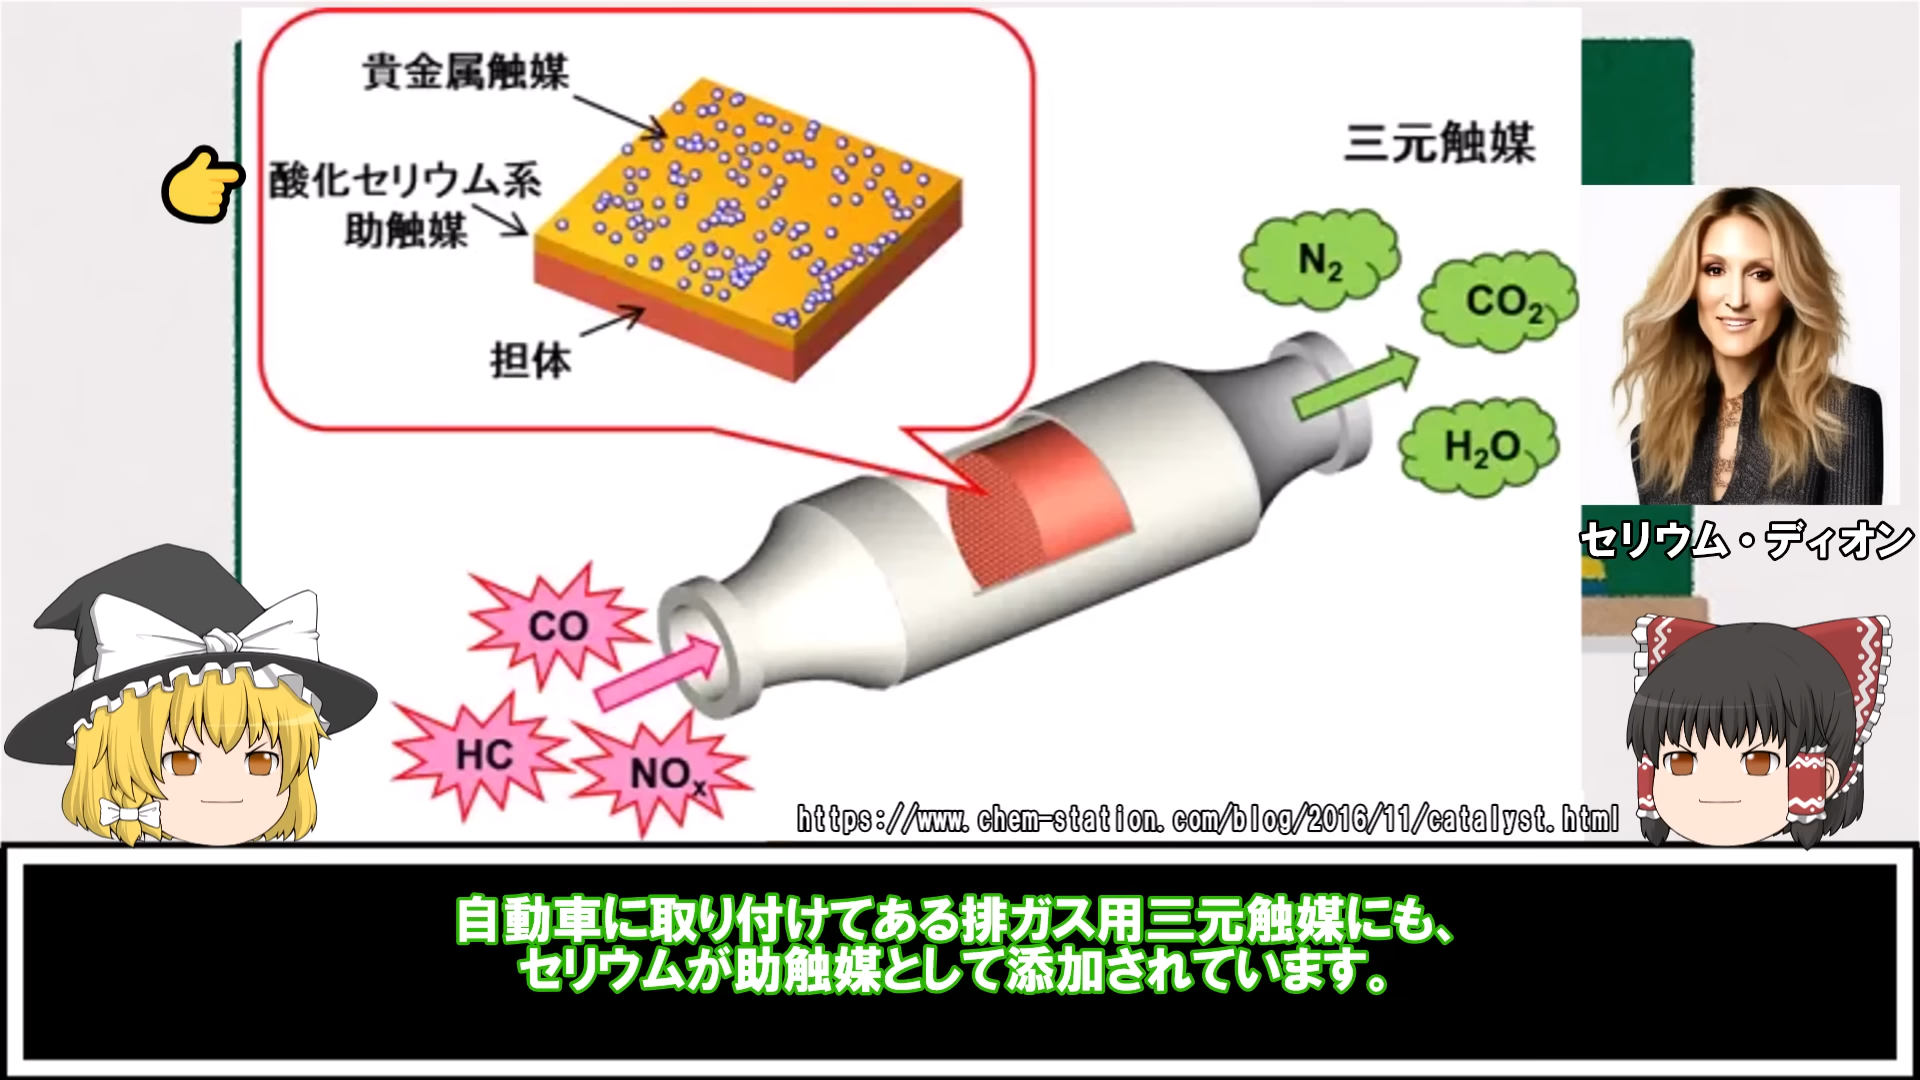 貴金属触媒
酸化セリウム系
助触媒
担体
三元触媒
N₂
CO₂
H₂O
CO
HC
NOₓ
セリウム・ディオン
https://www.chem-station.com/blog/2016/11/catalyst.html
自動車に取り付けてある排ガス用三元触媒にも、
セリウムが助触媒として添加されています。